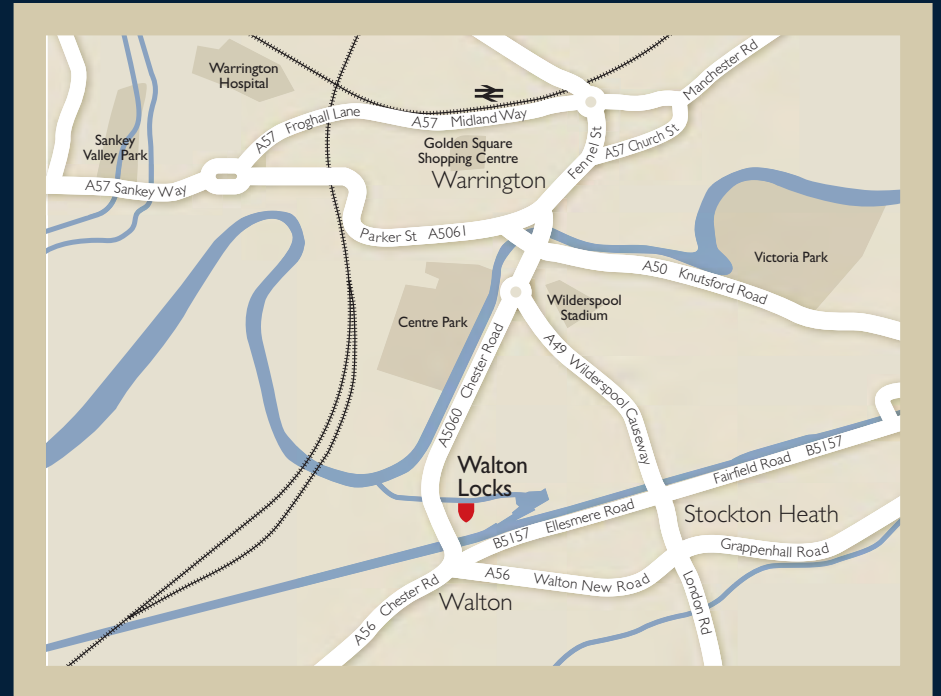 Warrington
Hospital
Manchester Rd
A57 Froghall Lane
A57 Midland Way
Sankey
Valley Park
Golden Square
Shopping Centre
Fennel St
A57 Church St
Warrington
A57 Sankey Way
Parker St A5061
Victoria Park
A50 Knutsford Road
Wilderspool
Stadium
Centre Park
A5060 Chester Road
A49 Wilderspool Causeway
Fairfield Road B5157
Walton
Locks
B5157 Ellesmere Road
Stockton Heath
Grappenhall Road
A56 Walton New Road
London Rd
A56 Chester Rd
Walton